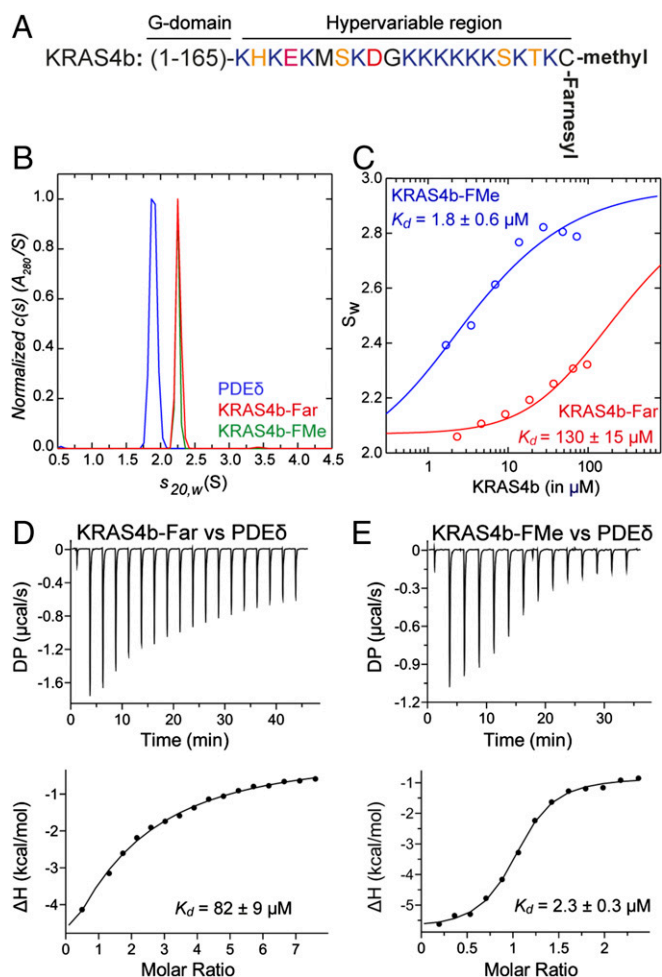 A
G-domain Hypervariable region
KRAS4b: (1-165)-KHKEKMSKDGKKKKKKSKTKC-methyl
-Farnesyl
B
Normalized c(s) (A280/S)
1.0
0.8
0.6
0.4
0.2
0.0
PDEδ
KRAS4b-Far
KRAS4b-FMe
0.5 1.0 1.5 2.0 2.5 3.0 3.5 4.0 4.5
s20,w(S)
C
Sw
3.0
2.8
2.6
2.4
2.2
2.0
KRAS4b-FMe
Kd = 1.8 ± 0.6 µM
KRAS4b-Far
Kd = 130 ± 15 µM
1 10 100
KRAS4b (in µM)
D
KRAS4b-Far vs PDEδ
DP (µcal/s)
0
-0.4
-0.8
-1.2
-1.6
0 10 20 30 40
Time (min)
ΔH (kcal/mol)
-1
-2
-3
-4
Kd = 82 ± 9 µM
0 1 2 3 4 5 6 7
Molar Ratio
E
KRAS4b-FMe vs PDEδ
DP (µcal/s)
0
-0.3
-0.6
-0.9
-1.2
0 10 20 30
Time (min)
ΔH (kcal/mol)
-1
-2
-3
-4
-5
Kd = 2.3 ± 0.3 µM
0 0.5 1 1.5 2
Molar Ratio